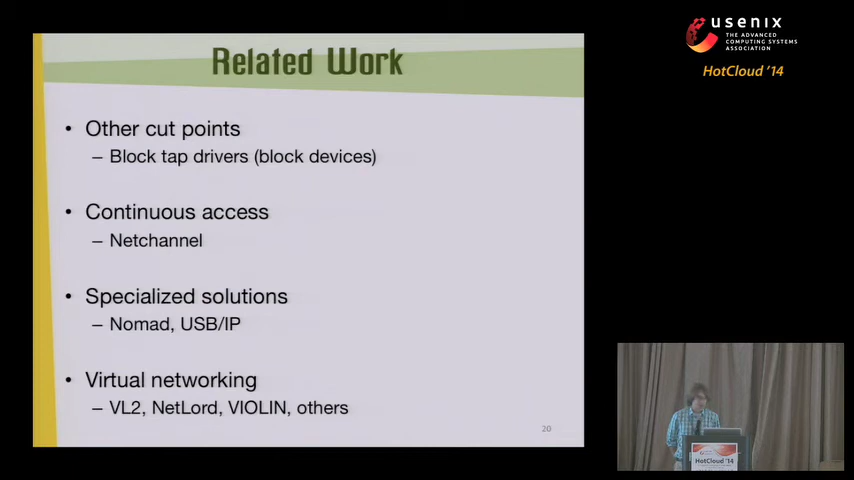 usenix
THE ADVANCED
COMPUTING SYSTEMS
ASSOCIATION
HotCloud '14
Related Work
• Other cut points
– Block tap drivers (block devices)
• Continuous access
– Netchannel
• Specialized solutions
– Nomad, USB/IP
• Virtual networking
– VL2, NetLord, VIOLIN, others
20
HotCloud '14